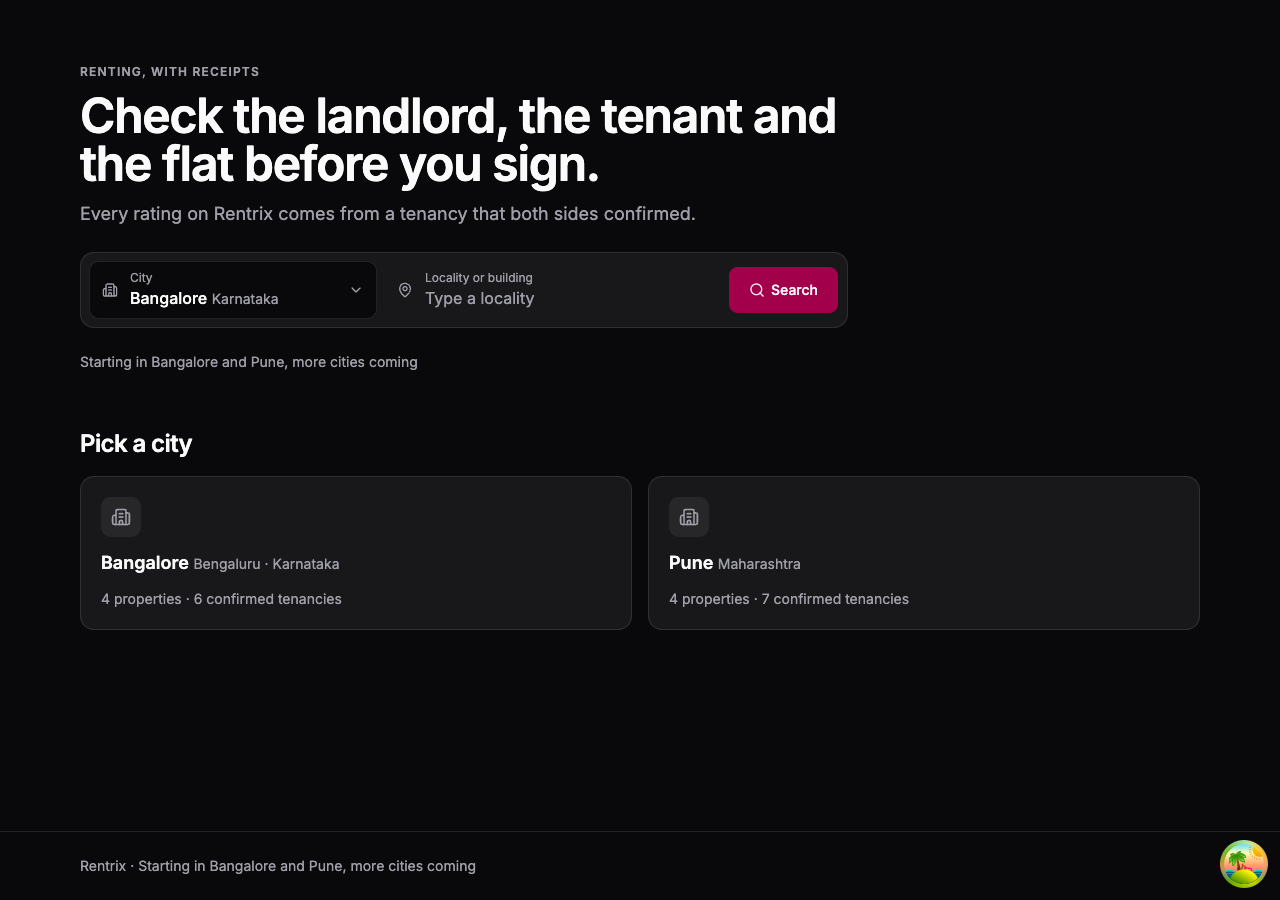 RENTING, WITH RECEIPTS
Check the landlord, the tenant and
the flat before you sign.
Every rating on Rentrix comes from a tenancy that both sides confirmed.
City
Bangalore Karnataka
Locality or building
Type a locality
Search
Starting in Bangalore and Pune, more cities coming
Pick a city
Bangalore Bengaluru · Karnataka
4 properties · 6 confirmed tenancies
Pune Maharashtra
4 properties · 7 confirmed tenancies
Rentrix · Starting in Bangalore and Pune, more cities coming